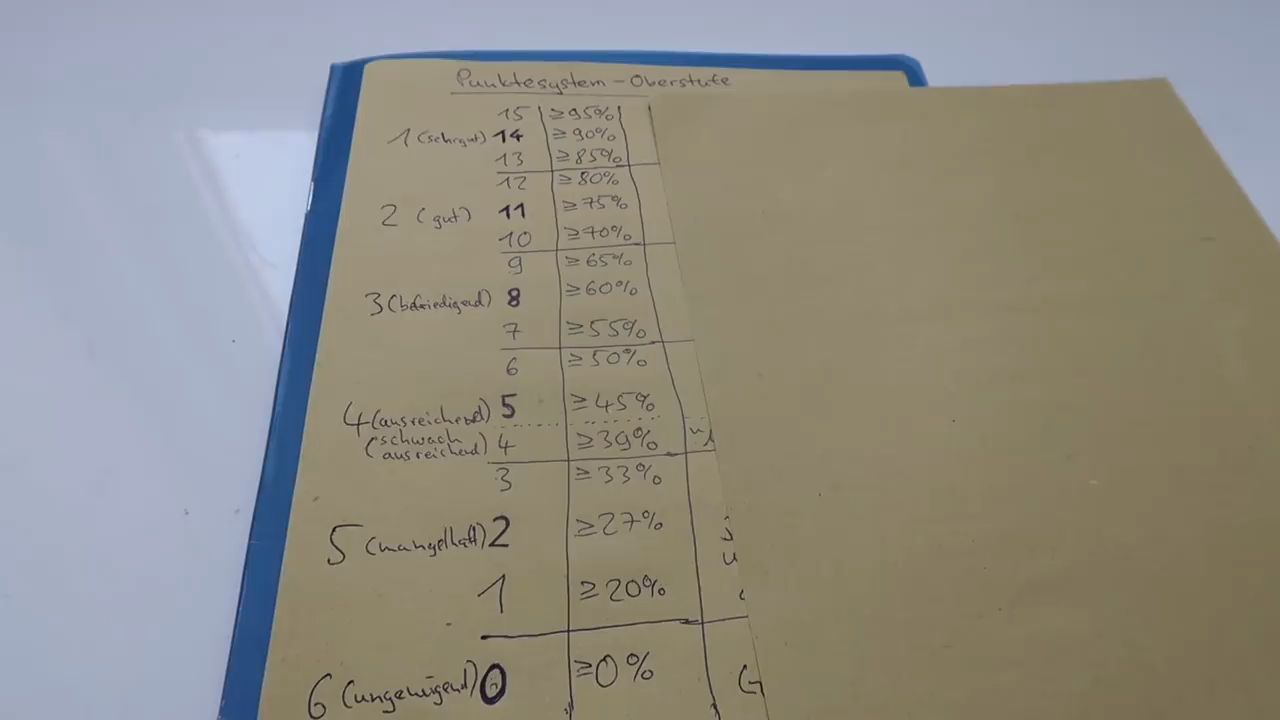 Punktesystem - Oberstufe
15 ≥95%
1 (sehr gut) 14 ≥90%
13 ≥85%
12 ≥80%
2 (gut) 11 ≥75%
10 ≥70%
9 ≥65%
3 (befriedigend) 8 ≥60%
7 ≥55%
6 ≥50%
4 (ausreichend) 5 ≥45%
(schwach
ausreichend) 4 ≥39%
3 ≥33%
5 (mangelhaft) 2 ≥27%
1 ≥20%
6 (ungenügend) 0 ≥0%